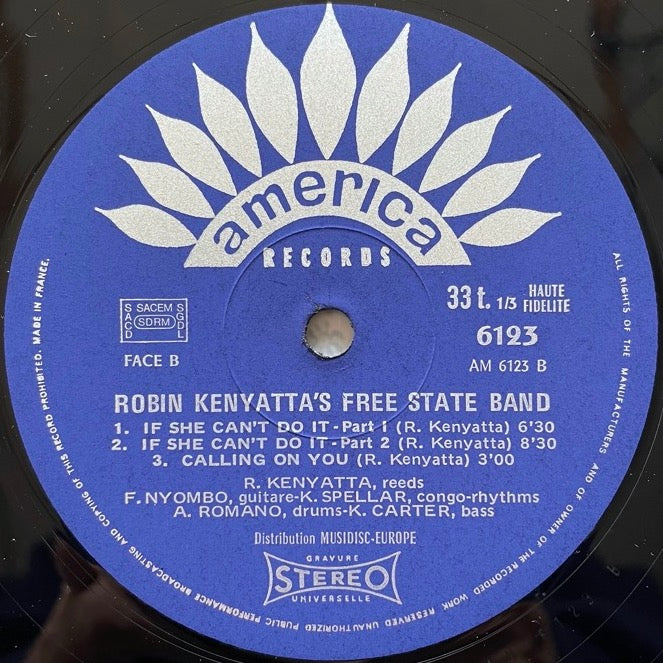 america
RECORDS
SACEM
SACD
SDRM
SGDL
FACE B
33 t. 1/3
HAUTE
FIDELITE
6123
AM 6123 B
ROBIN KENYATTA'S FREE STATE BAND
1. IF SHE CAN'T DO IT - Part 1 (R. Kenyatta) 6'30
2. IF SHE CAN'T DO IT - Part 2 (R. Kenyatta) 8'30
3. CALLING ON YOU (R. Kenyatta) 3'00
R. KENYATTA, reeds
F. NYOMBO, guitare - K. SPELLAR, congo-rhythms
A. ROMANO, drums - K. CARTER, bass
Distribution MUSIDISC-EUROPE
GRAVURE
STEREO
UNIVERSELLE
ALL RIGHTS OF THE MANUFACTURERS AND OF OWNER OF THE RECORDED WORK RESERVED UNAUTHORIZED PUBLIC PERFORMANCE BROADCASTING AND COPYING OF THIS RECORD PROHIBITED. MADE IN FRANCE.